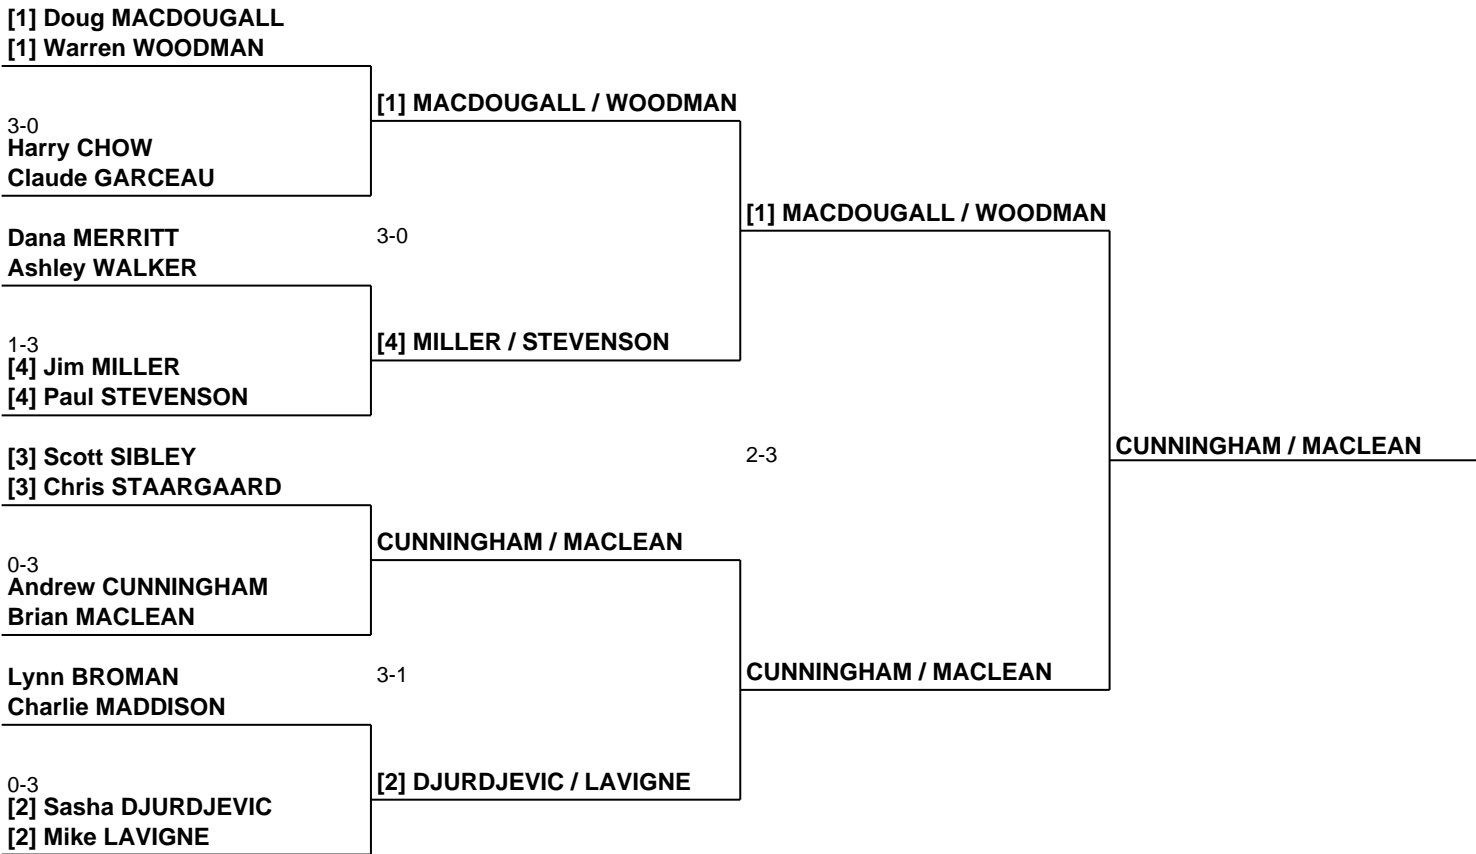 [1] Doug MACDOUGALL
[1] Warren WOODMAN
[1] MACDOUGALL / WOODMAN
3-0
Harry CHOW
Claude GARCEAU
[1] MACDOUGALL / WOODMAN
Dana MERRITT
3-0
Ashley WALKER
[4] MILLER / STEVENSON
1-3
[4] Jim MILLER
[4] Paul STEVENSON
CUNNINGHAM / MACLEAN
[3] Scott SIBLEY
2-3
[3] Chris STAARGAARD
CUNNINGHAM / MACLEAN
0-3
Andrew CUNNINGHAM
Brian MACLEAN
CUNNINGHAM / MACLEAN
Lynn BROMAN
3-1
Charlie MADDISON
[2] DJURDJEVIC / LAVIGNE
0-3
[2] Sasha DJURDJEVIC
[2] Mike LAVIGNE